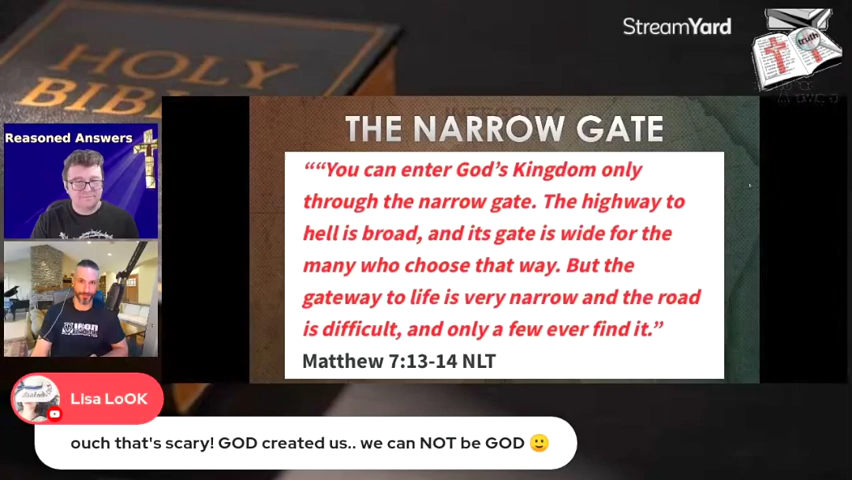 StreamYard
truth
HOLY
BIB
Reasoned Answers
INTEGRITY
THE NARROW GATE
““You can enter God’s Kingdom only
through the narrow gate. The highway to
hell is broad, and its gate is wide for the
many who choose that way. But the
gateway to life is very narrow and the road
is difficult, and only a few ever find it.”
Matthew 7:13-14 NLT
Lisa LoOK
ouch that's scary! GOD created us.. we can NOT be GOD 🙂